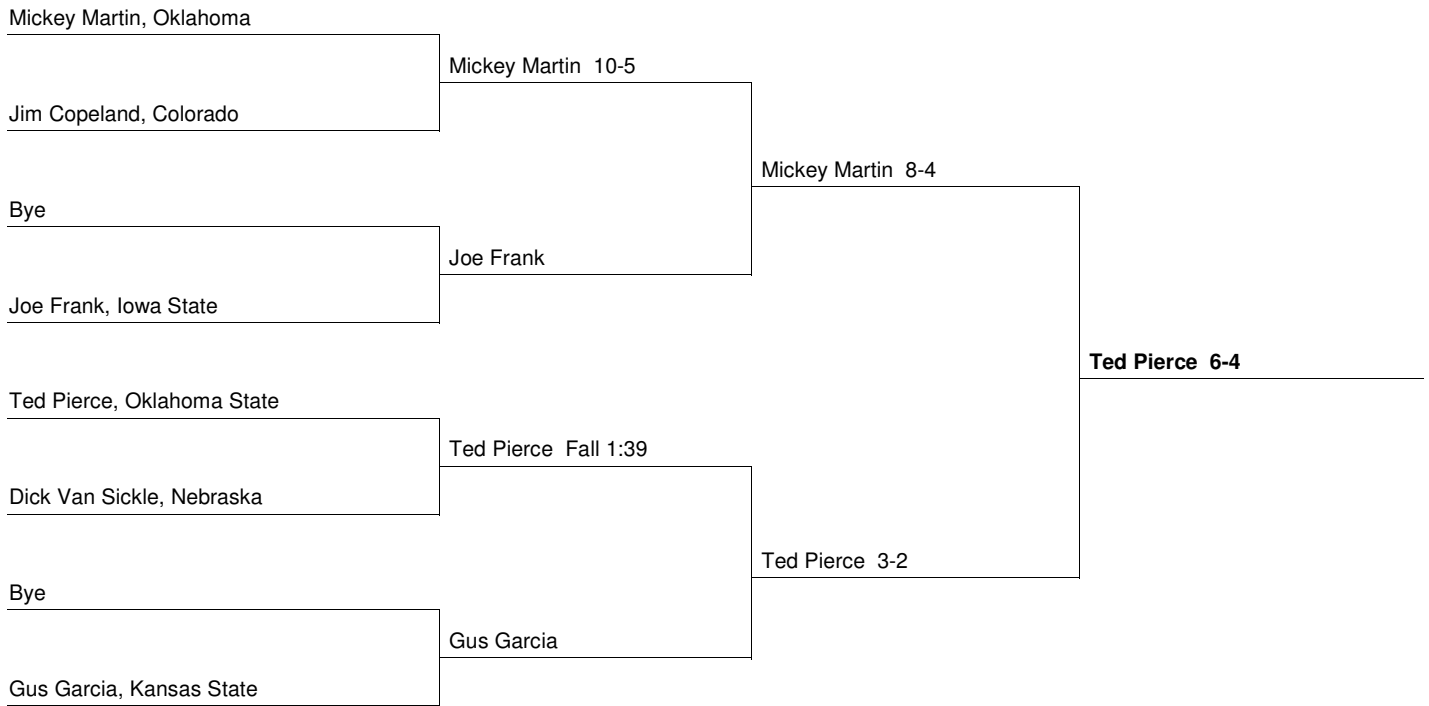 Mickey Martin, Oklahoma
Mickey Martin  10-5
Jim Copeland, Colorado
Mickey Martin  8-4
Bye
Joe Frank
Joe Frank, Iowa State
Ted Pierce  6-4
Ted Pierce, Oklahoma State
Ted Pierce  Fall 1:39
Dick Van Sickle, Nebraska
Ted Pierce  3-2
Bye
Gus Garcia
Gus Garcia, Kansas State